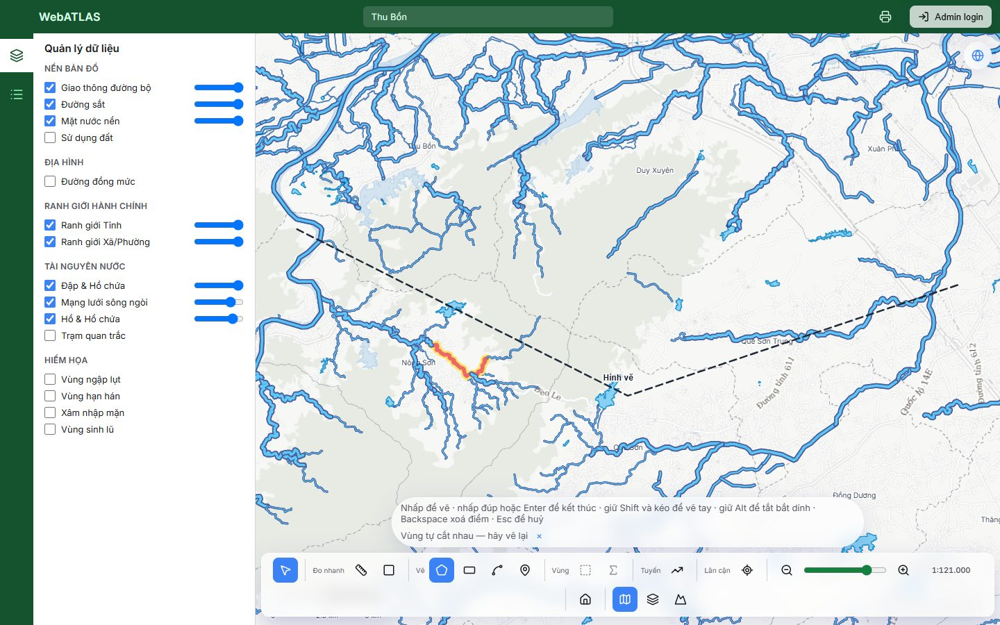 WebATLAS
Thu Bồn
Admin login
Quản lý dữ liệu
NỀN BẢN ĐỒ
Giao thông đường bộ
Đường sắt
Mặt nước nền
Sử dụng đất
ĐỊA HÌNH
Đường đồng mức
RANH GIỚI HÀNH CHÍNH
Ranh giới Tỉnh
Ranh giới Xã/Phường
TÀI NGUYÊN NƯỚC
Đập & Hồ chứa
Mạng lưới sông ngòi
Hồ & Hồ chứa
Trạm quan trắc
HIỂM HỌA
Vùng ngập lụt
Vùng hạn hán
Xâm nhập mặn
Vùng sinh lũ
Thu Bồn
Xuân Phú
Duy Xuyên
Quế Sơn Trung
Nông Sơn
Hình vẽ
Đèo Le
Đường tỉnh 611
Quốc lộ 14E
Đường tỉnh 612
Quế Sơn
Đồng Dương
Thăng
Nhấp để vẽ · nhấp đúp hoặc Enter để kết thúc · giữ Shift và kéo để vẽ tay · giữ Alt để tắt bắt dính ·
Backspace xoá điểm · Esc để huỷ
Vùng tự cắt nhau — hãy vẽ lại ×
Đo nhanh
Vẽ
Vùng
Tuyến
Lân cận
1:121.000